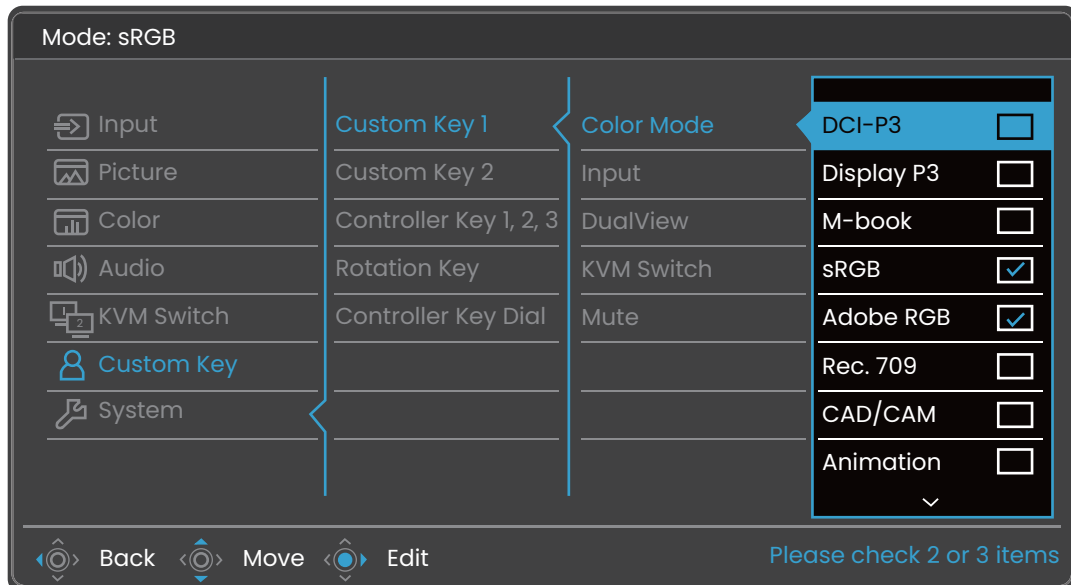 Mode: sRGB
Input
Picture
Color
Audio
1
2
KVM Switch
Custom Key
System
Custom Key 1
Custom Key 2
Controller Key 1, 2, 3
Rotation Key
Controller Key Dial
Color Mode
Input
DualView
KVM Switch
Mute
DCI-P3
Display P3
M-book
sRGB
Adobe RGB
Rec. 709
CAD/CAM
Animation
Back
Move
Edit
Please check 2 or 3 items